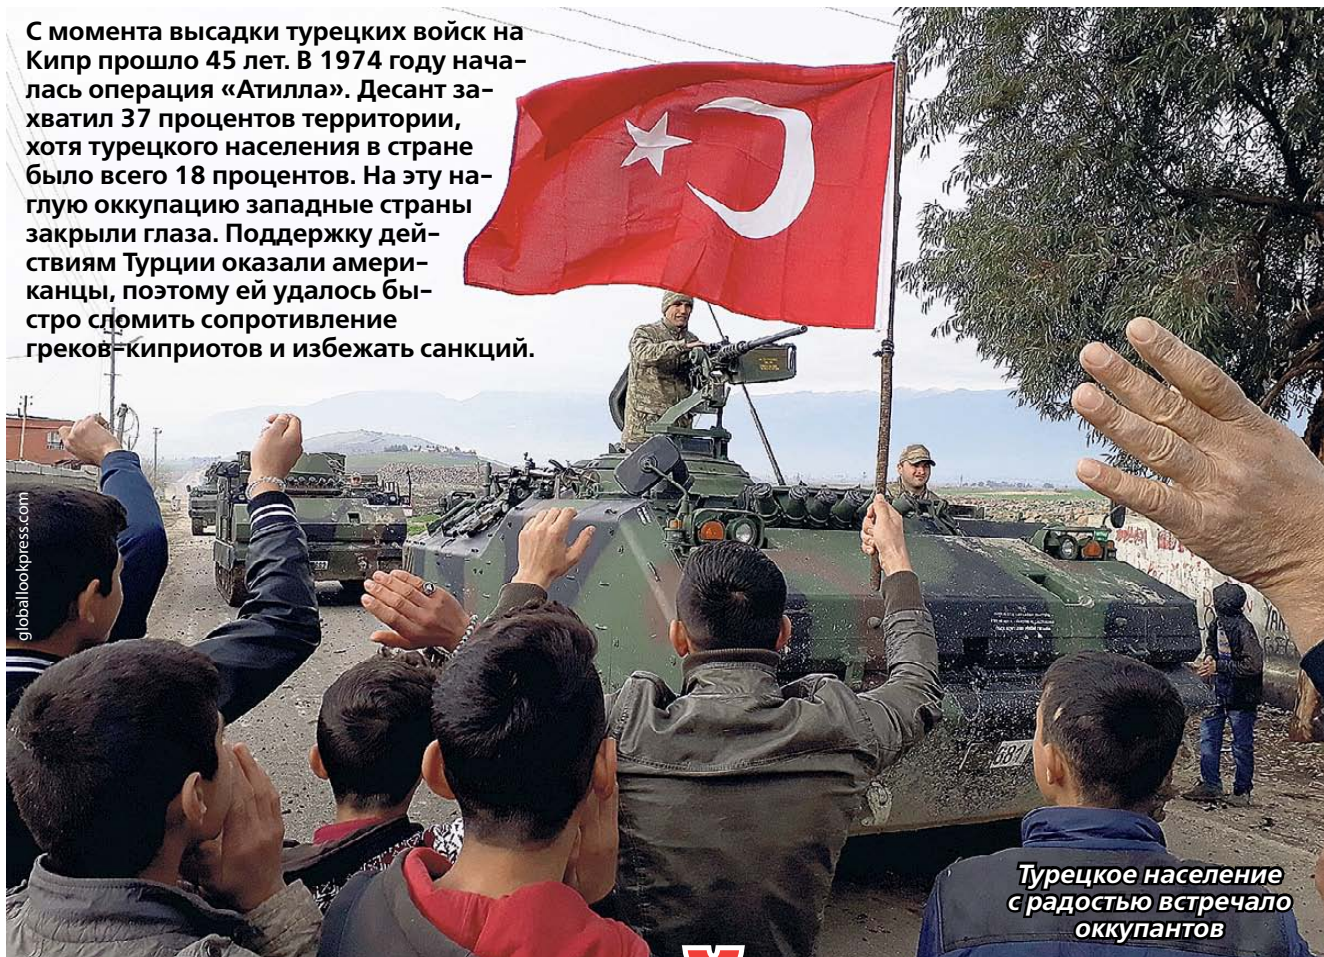 С момента высадки турецких войск на
Кипр прошло 45 лет. В 1974 году нача-
лась операция «Атилла». Десант за-
хватил 37 процентов территории,
хотя турецкого населения в стране
было всего 18 процентов. На эту на-
глую оккупацию западные страны
закрыли глаза. Поддержку дей-
ствиям Турции оказали амери-
канцы, поэтому ей удалось бы-
стро сломить сопротивление
греков-киприотов и избежать санкций.
globallookpress.com
Турецкое население
с радостью встречало
оккупантов